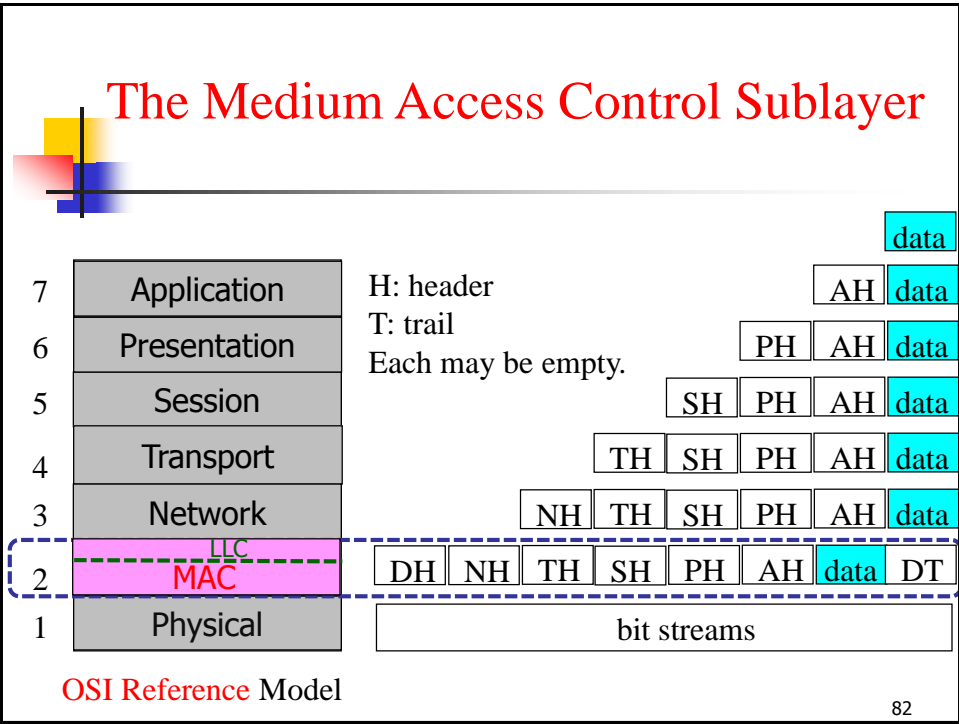 The Medium Access Control Sublayer
data
7 Application H: header AH data
T: trail
6 Presentation PH AH data
Each may be empty.
5 Session SH PH AH data
4 Transport TH SH PH AH data
3 Network NH TH SH PH AH data
LLC
2 MAC DH NH TH SH PH AH data DT
1 Physical bit streams
OSI Reference Model
82